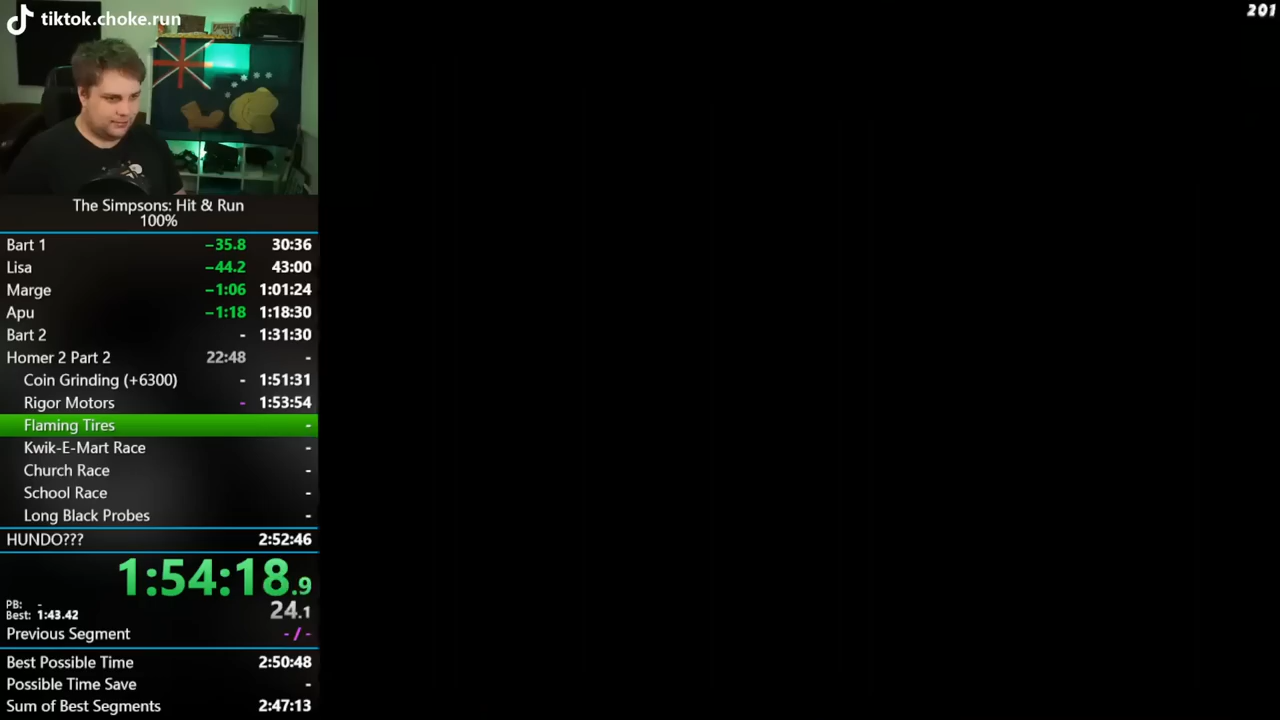 tiktok.choke.run
201
The Simpsons: Hit & Run
100%
Bart 1 −35.8 30:36
Lisa −44.2 43:00
Marge −1:06 1:01:24
Apu −1:18 1:18:30
Bart 2 - 1:31:30
Homer 2 Part 2 22:48 -
Coin Grinding (+6300) - 1:51:31
Rigor Motors - 1:53:54
Flaming Tires -
Kwik-E-Mart Race -
Church Race -
School Race -
Long Black Probes -
HUNDO??? 2:52:46
1:54:18.9
PB: -
Best: 1:43.42
24.1
Previous Segment - / -
Best Possible Time 2:50:48
Possible Time Save -
Sum of Best Segments 2:47:13